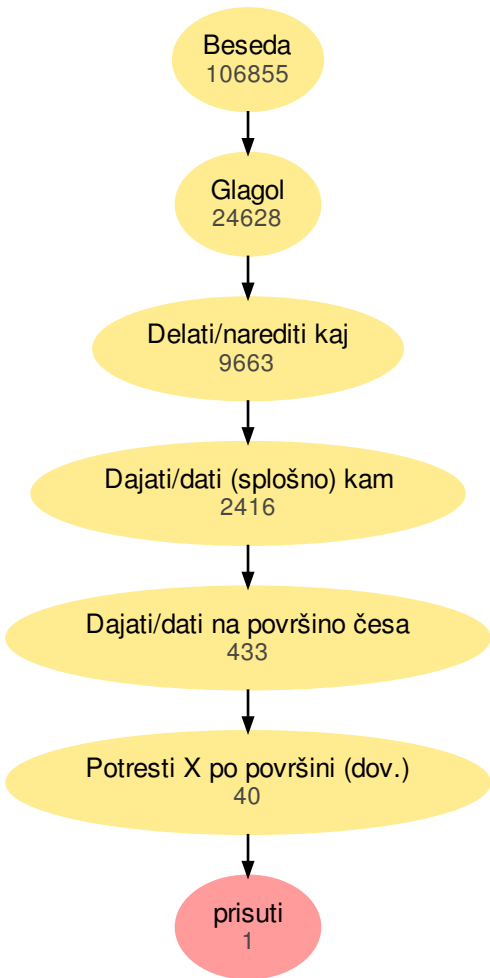 Beseda
106855
Glagol
24628
Delati/narediti kaj
9663
Dajati/dati (splošno) kam
2416
Dajati/dati na površino česa
433
Potresti X po površini (dov.)
40
prisuti
1